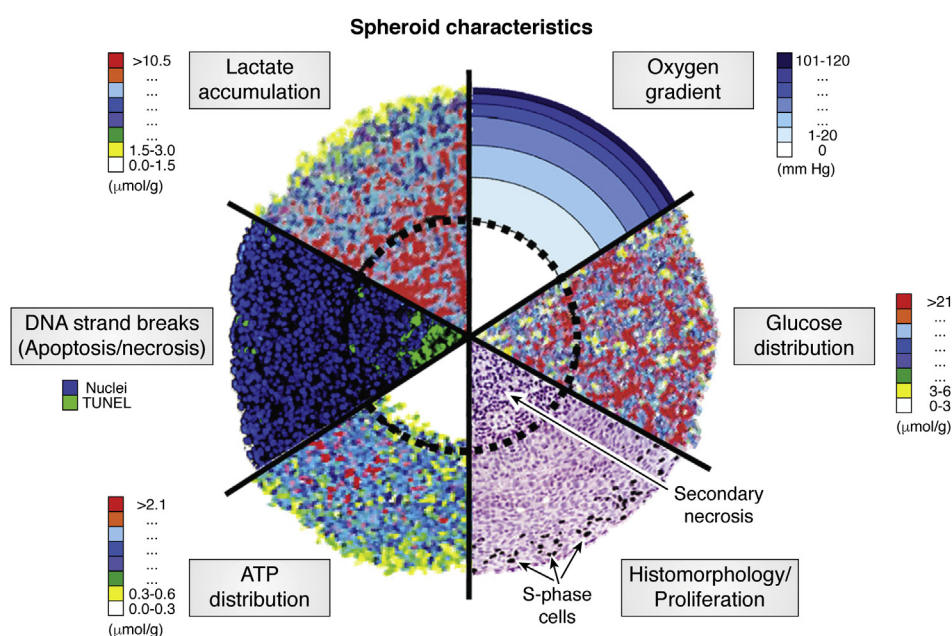 Spheroid characteristics
>10.5
...
...
...
...
...
1.5-3.0
0.0-1.5
(μmol/g)
Lactate
accumulation
Oxygen
gradient
101-120
...
...
...
...
1-20
0
(mm Hg)
DNA strand breaks
(Apoptosis/necrosis)
Nuclei
TUNEL
Glucose
distribution
>21
...
...
...
...
...
3-6
0-3
(μmol/g)
>2.1
...
...
...
...
...
0.3-0.6
0.0-0.3
(μmol/g)
ATP
distribution
S-phase
cells
Secondary
necrosis
Histomorphology/
Proliferation